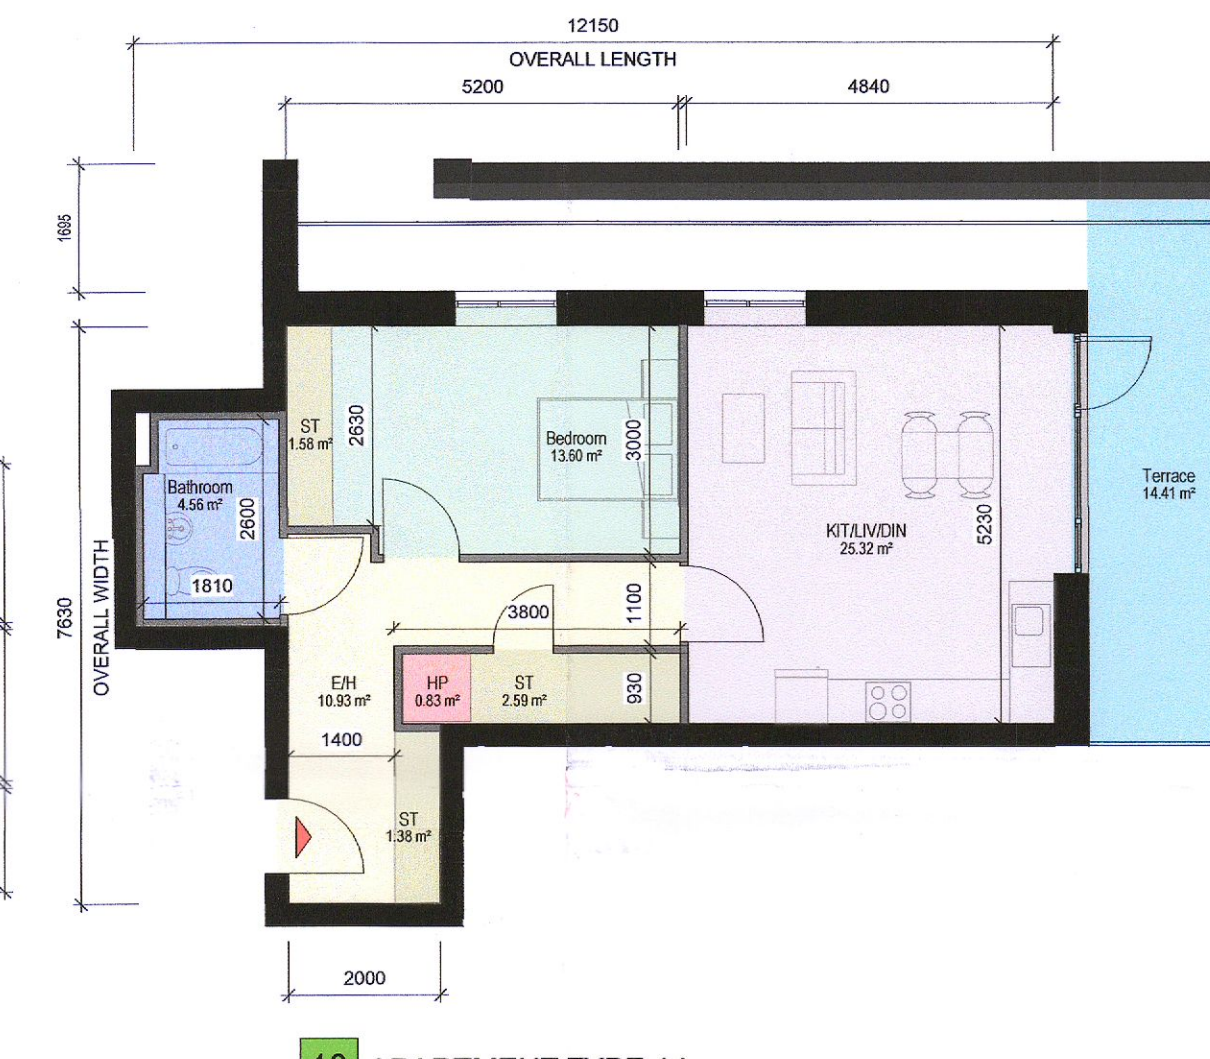 12150
OVERALL LENGTH
5200
4840
1695
ST
1.58 m²
2630
Bedroom
13.60 m²
3000
Bathroom
4.56 m²
2600
1810
KIT/LIV/DIN
25.32 m²
5230
Terrace
14.41 m²
7630
OVERALL WIDTH
3800
1100
E/H
10.93 m²
HP
0.83 m²
ST
2.59 m²
930
1400
ST
1.38 m²
2000